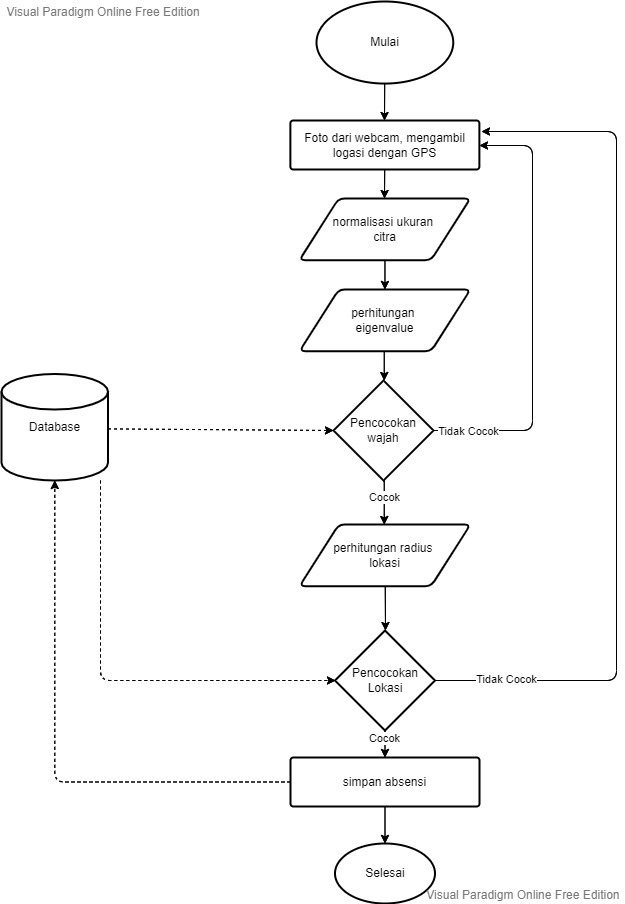 Visual Paradigm Online Free Edition
Mulai
Foto dari webcam, mengambil
logasi dengan GPS
normalisasi ukuran
citra
perhitungan
eigenvalue
Database
Pencocokan
wajah
Tidak Cocok
Cocok
perhitungan radius
lokasi
Pencocokan
Lokasi
Tidak Cocok
Cocok
simpan absensi
Selesai
Visual Paradigm Online Free Edition